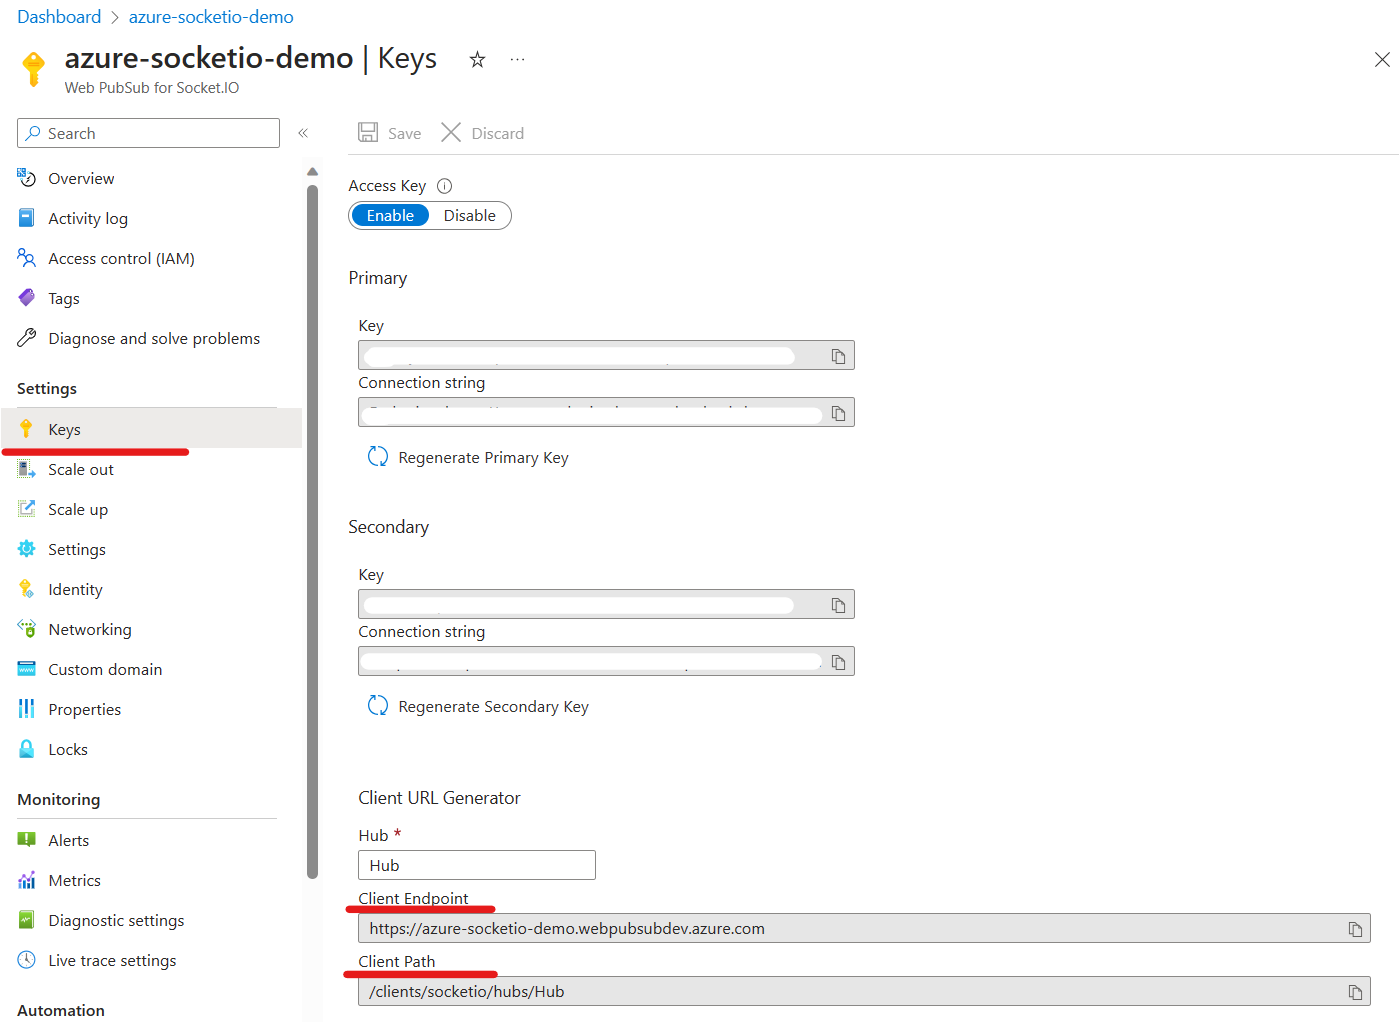 Dashboard > azure-socketio-demo
azure-socketio-demo | Keys
Web PubSub for Socket.IO
Search
Overview
Activity log
Access control (IAM)
Tags
Diagnose and solve problems
Settings
Keys
Scale out
Scale up
Settings
Identity
Networking
Custom domain
Properties
Locks
Monitoring
Alerts
Metrics
Diagnostic settings
Live trace settings
Automation
Save Discard
Access Key
Enable Disable
Primary
Key
Connection string
Regenerate Primary Key
Secondary
Key
Connection string
Regenerate Secondary Key
Client URL Generator
Hub *
Hub
Client Endpoint
https://azure-socketio-demo.webpubsubdev.azure.com
Client Path
/clients/socketio/hubs/Hub